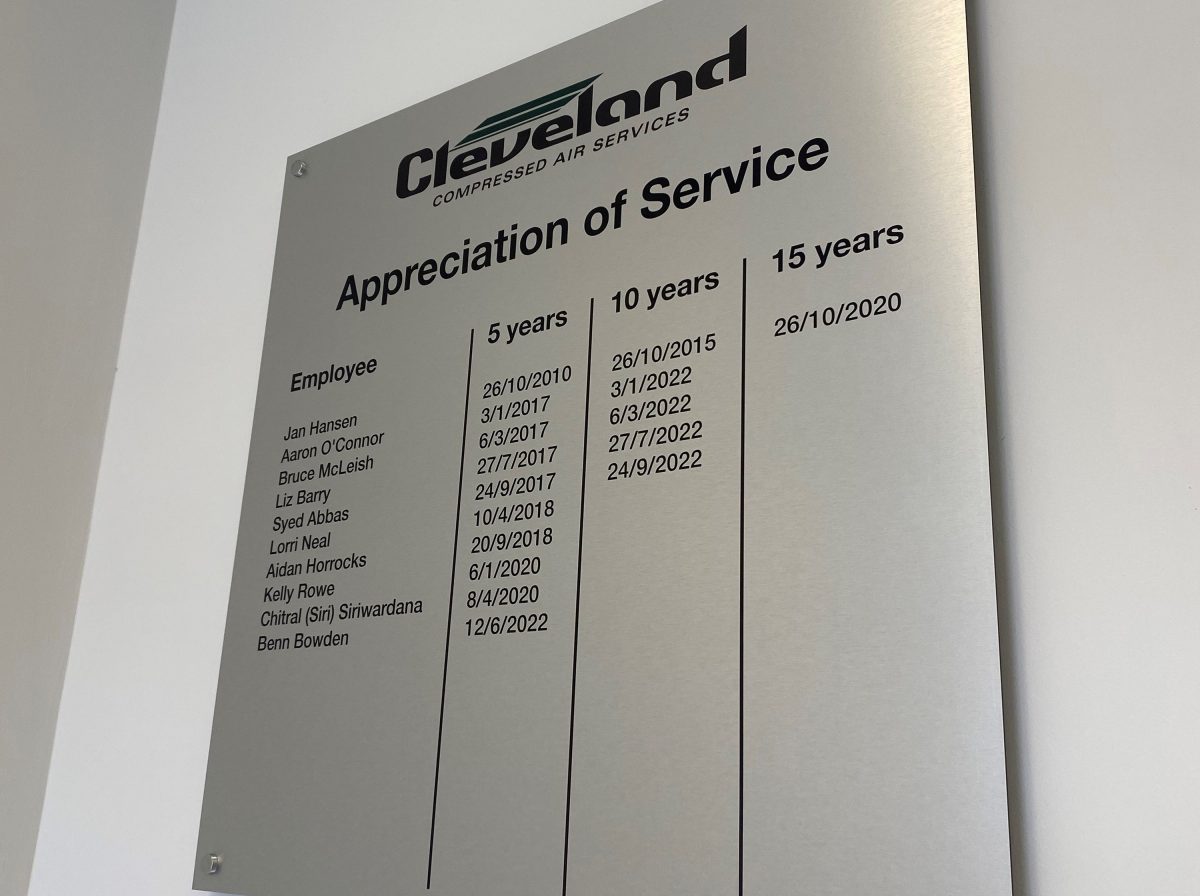 Cleveland
COMPRESSED AIR SERVICES
Appreciation of Service
Employee 5 years 10 years 15 years
Jan Hansen 26/10/2010 26/10/2015 26/10/2020
Aaron O'Connor 3/1/2017 3/1/2022
Bruce McLeish 6/3/2017 6/3/2022
Liz Barry 27/7/2017 27/7/2022
Syed Abbas 24/9/2017 24/9/2022
Lorri Neal 10/4/2018
Aidan Horrocks 20/9/2018
Kelly Rowe 6/1/2020
Chitral (Siri) Siriwardana 8/4/2020
Benn Bowden 12/6/2022